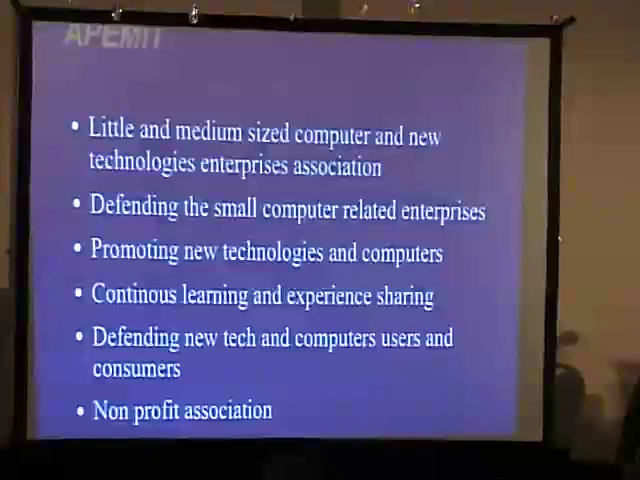 APEMIT
• Little and medium sized computer and new
technologies enterprises association
• Defending the small computer related enterprises
• Promoting new technologies and computers
• Continous learning and experience sharing
• Defending new tech and computers users and
consumers
• Non profit association